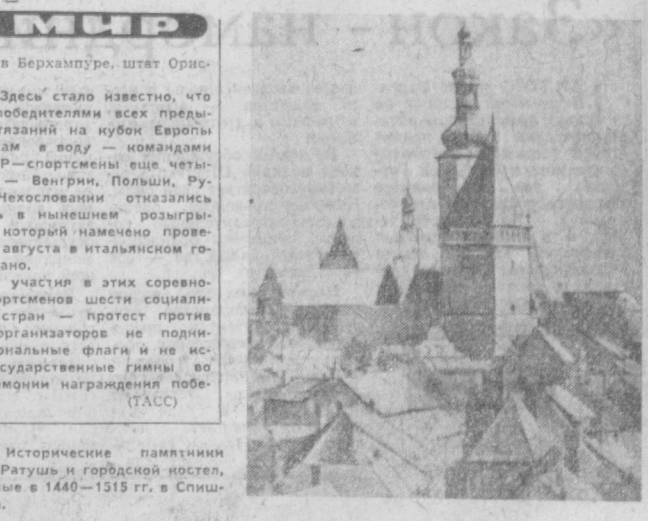 МИР
в Берхампуре, штат Орис-
Здесь стало известно, что
победителями всех преды-
тязаний на кубок Европы
ам в воду — командами
Р—спортсмены еще четы-
— Венгрии, Польши, Ру-
Чехословакии отказались
ь в нынешнем розыгры-
который намечено прове-
августа в итальянском го-
ано.
участия в этих соревно-
ортсменов шести социали-
стран — протест против
организаторов не подни-
ональные флаги и не ис-
сударственные гимны во
емонии награждения побе-
(ТАСС)
Исторические памятники
Ратушь и городской костел,
ные в 1440—1515 гг. в Спиш-